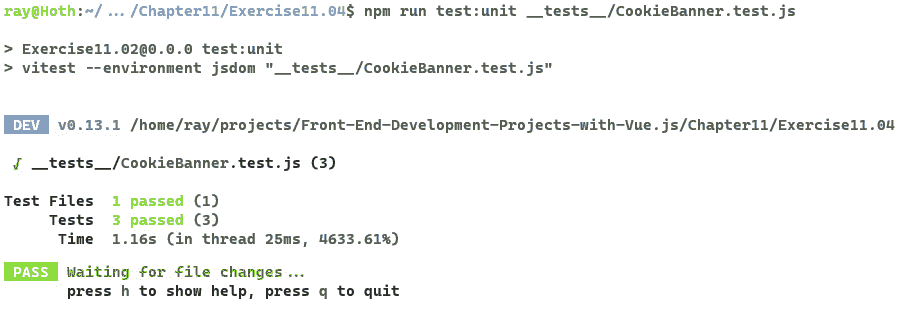 ray@Hoth:~/…/Chapter11/Exercise11.04$ npm run test:unit __tests__/CookieBanner.test.js
> Exercise11.02@0.0.0 test:unit
> vitest --environment jsdom "__tests__/CookieBanner.test.js"
DEV v0.13.1 /home/ray/projects/Front-End-Development-Projects-with-Vue.js/Chapter11/Exercise11.04
√ __tests__/CookieBanner.test.js (3)
Test Files 1 passed (1)
Tests 3 passed (3)
Time 1.16s (in thread 25ms, 4633.61%)
PASS Waiting for file changes...
press h to show help, press q to quit